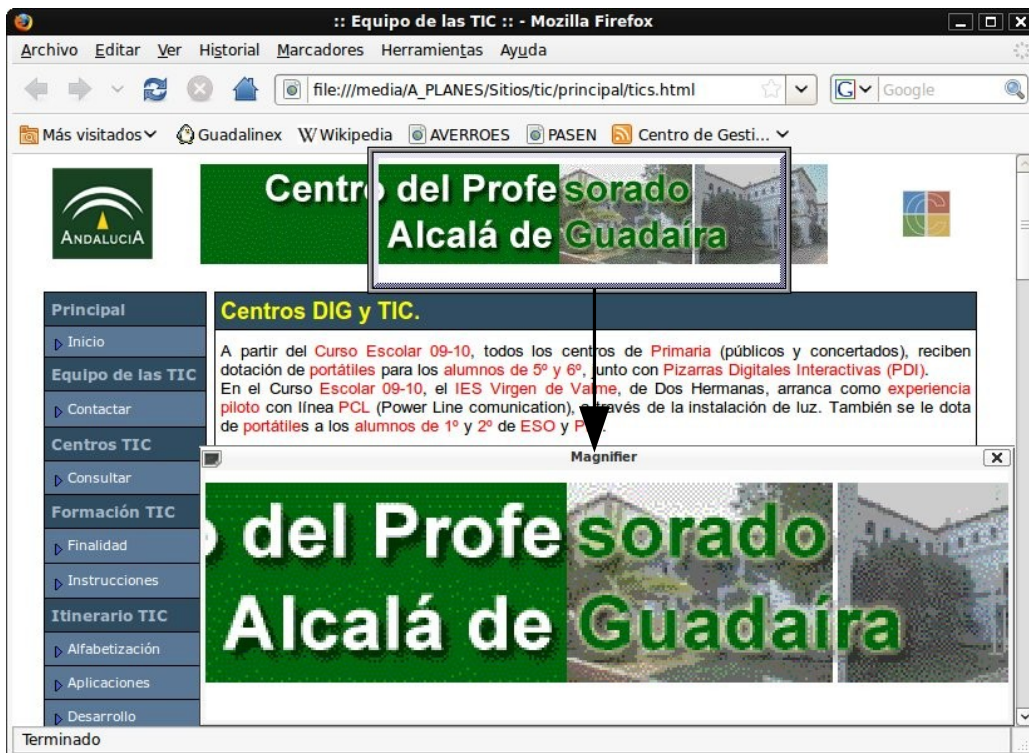 :: Equipo de las TIC :: - Mozilla Firefox
Archivo Editar Ver Historial Marcadores Herramientas Ayuda
file:///media/A_PLANES/Sitios/tic/principal/tics.html
G Google
Más visitados Guadalinex W Wikipedia AVERROES PASEN Centro de Gesti...
ANDALUCIA
Centro del Profesorado
Alcalá de Guadaíra
Principal
Inicio
Equipo de las TIC
Contactar
Centros TIC
Consultar
Formación TIC
Finalidad
Instrucciones
Itinerario TIC
Alfabetización
Aplicaciones
Desarrollo
Centros DIG y TIC.
A partir del Curso Escolar 09-10, todos los centros de Primaria (públicos y concertados), reciben
dotación de portátiles para los alumnos de 5º y 6º, junto con Pizarras Digitales Interactivas (PDI).
En el Curso Escolar 09-10, el IES Virgen de Valme, de Dos Hermanas, arranca como experiencia
piloto con línea PCL (Power Line comunication), a través de la instalación de luz. También se le dota
de portátiles a los alumnos de 1º y 2º de ESO y
Magnifier
o del Profesorado
Alcalá de Guadaíra
Terminado